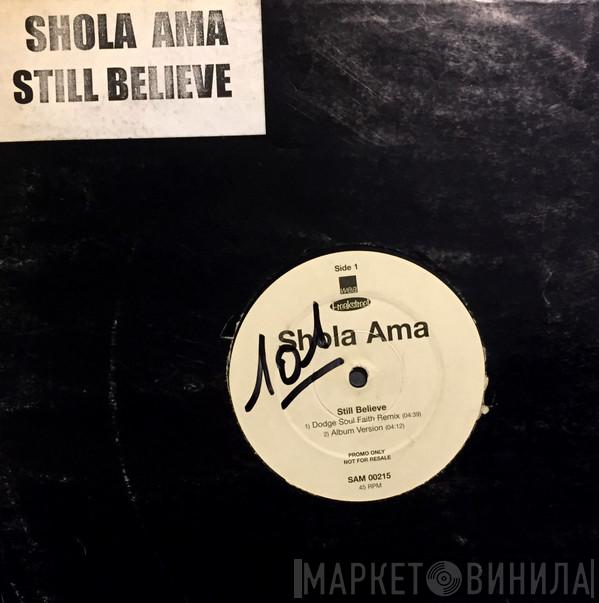 SHOLA AMA
STILL BELIEVE
Side 1
wea
Freakstreet
Shola Ama
101
Still Believe
1) Dodge Soul Faith Remix (04:39)
2) Album Version (04:12)
PROMO ONLY
NOT FOR RESALE
SAM 00215
45 RPM
МАРКЕТ ВИНИЛА